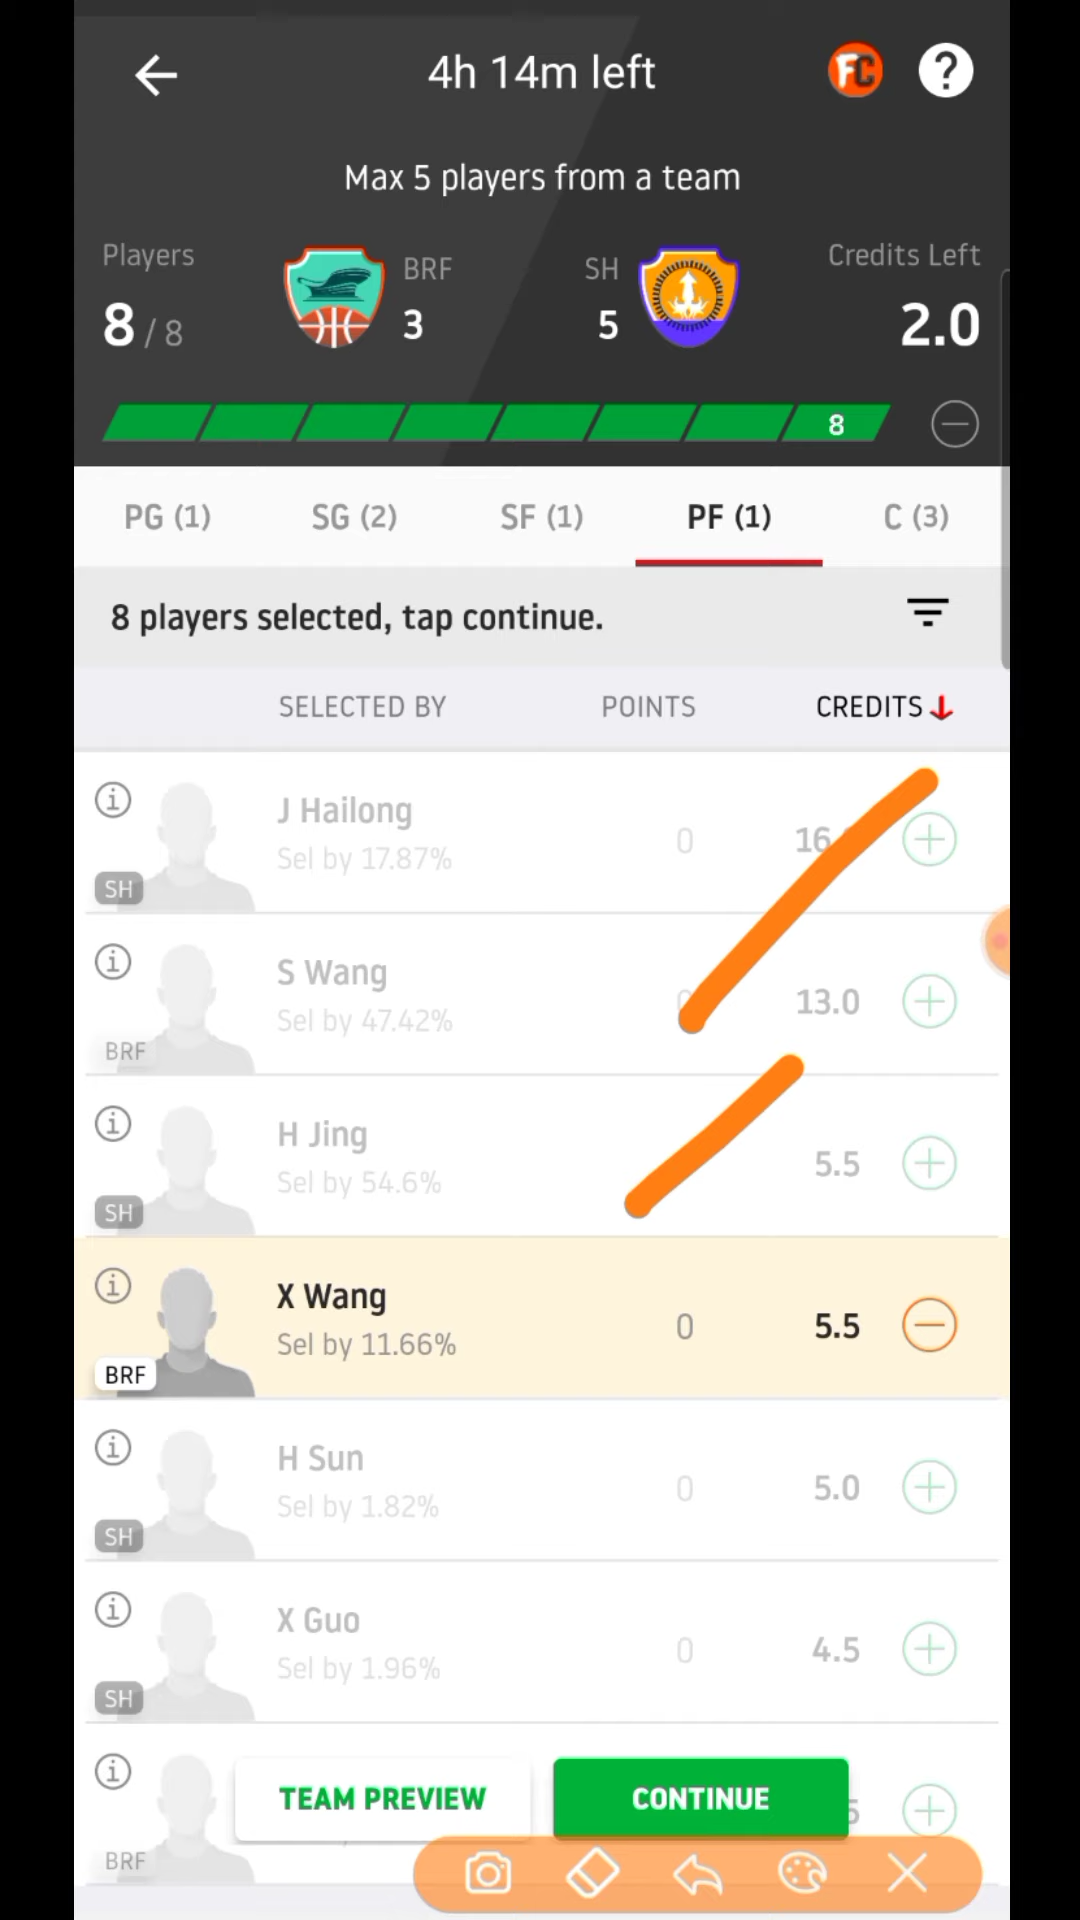 4h 14m left
FC
?
Max 5 players from a team
Players
8 / 8
BRF
3
SH
5
Credits Left
2.0
8
PG (1)
SG (2)
SF (1)
PF (1)
C (3)
8 players selected, tap continue.
SELECTED BY
POINTS
CREDITS
J Hailong
Sel by 17.87%
SH
0
S Wang
Sel by 47.42%
BRF
13.0
H Jing
Sel by 54.6%
SH
5.5
X Wang
Sel by 11.66%
BRF
0
5.5
H Sun
Sel by 1.82%
SH
0
5.0
X Guo
Sel by 1.96%
SH
0
4.5
TEAM PREVIEW
CONTINUE
BRF